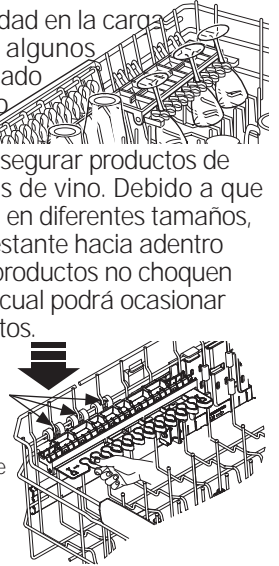 dad en la carga
algunos
ado
segurar productos de
s de vino. Debido a que
en diferentes tamaños,
estante hacia adentro
productos no choquen
cual podrá ocasionar
tos.
e